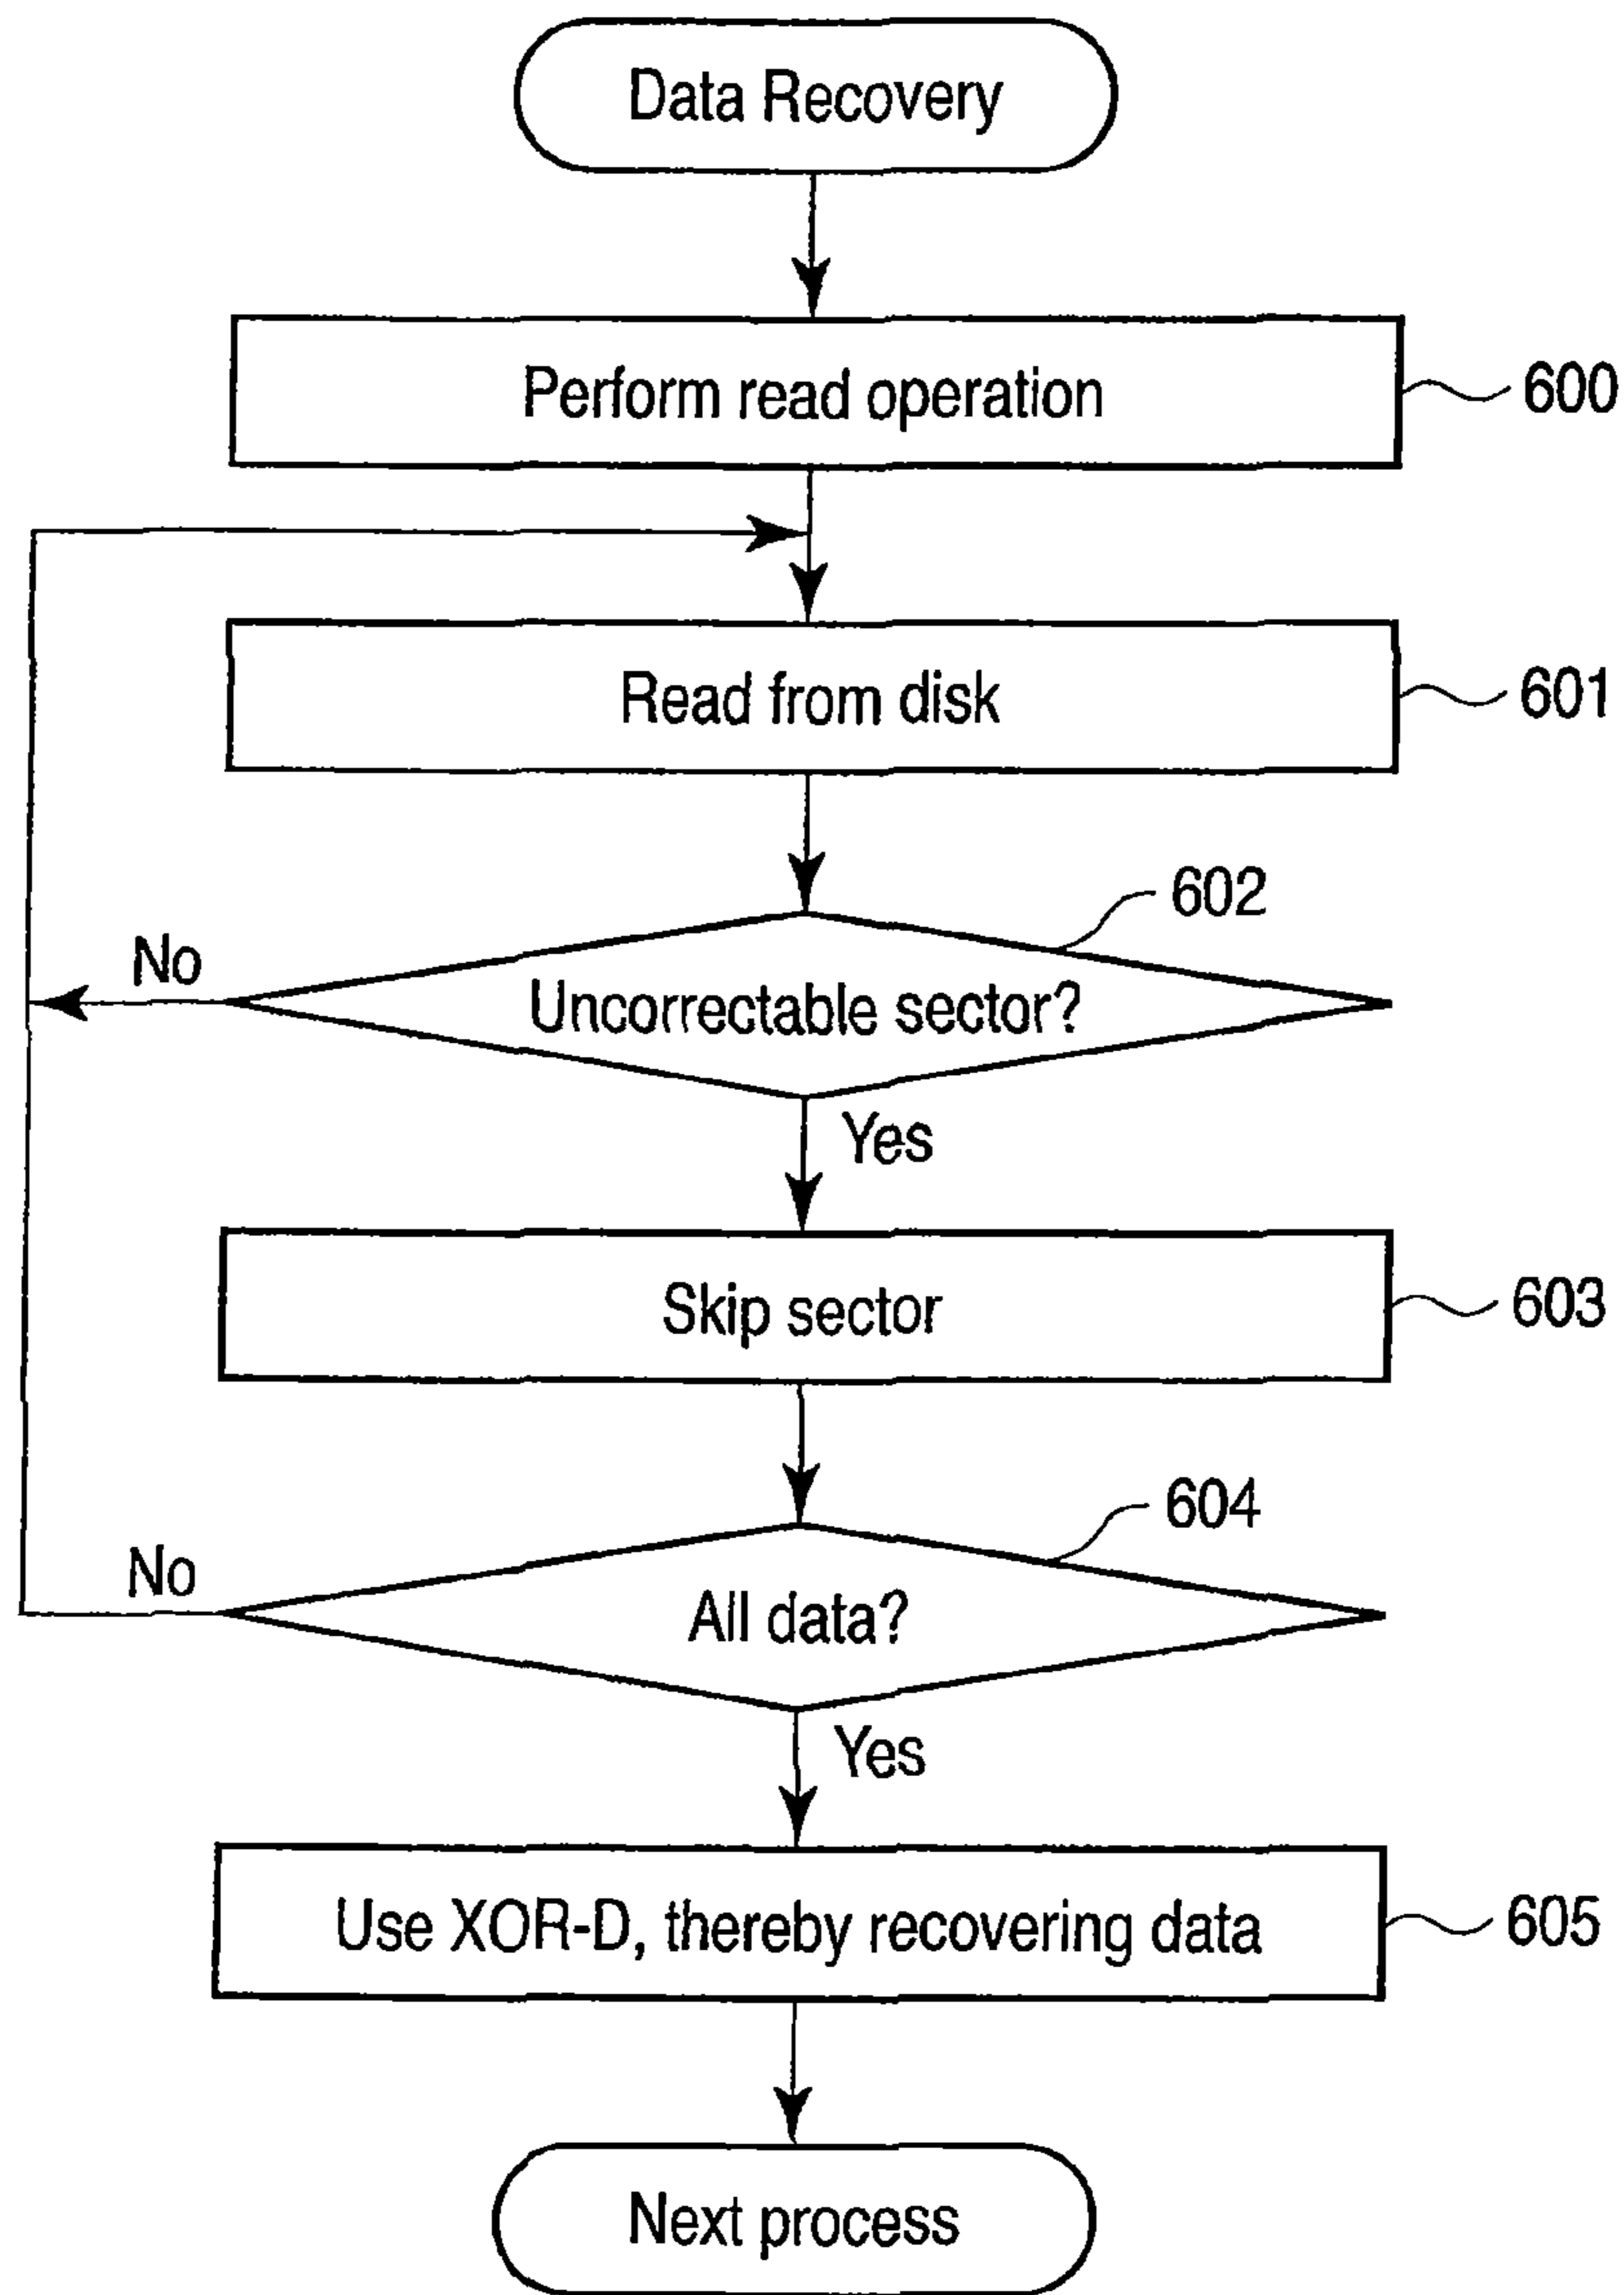 Data Recovery
Perform read operation
600
Read from disk
601
602
No
Uncorrectable sector?
Yes
Skip sector
603
604
No
All data?
Yes
Use XOR-D, thereby recovering data
605
Next process